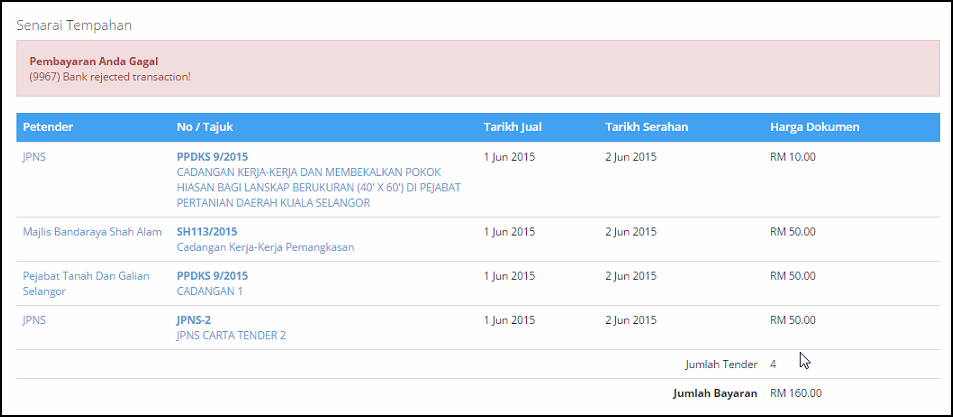 Senarai Tempahan
Pembayaran Anda Gagal
(9967) Bank rejected transaction!
Petender No / Tajuk Tarikh Jual Tarikh Serahan Harga Dokumen
JPNS PPDKS 9/2015 1 Jun 2015 2 Jun 2015 RM 10.00
CADANGAN KERJA-KERJA DAN MEMBEKALKAN POKOK
HIASAN BAGI LANSKAP BERUKURAN (40' X 60') DI PEJABAT
PERTANIAN DAERAH KUALA SELANGOR
Majlis Bandaraya Shah Alam SH113/2015 1 Jun 2015 2 Jun 2015 RM 50.00
Cadangan Kerja-Kerja Pemangkasan
Pejabat Tanah Dan Galian PPDKS 9/2015 1 Jun 2015 2 Jun 2015 RM 50.00
Selangor CADANGAN 1
JPNS JPNS-2 1 Jun 2015 2 Jun 2015 RM 50.00
JPNS CARTA TENDER 2
Jumlah Tender 4
Jumlah Bayaran RM 160.00